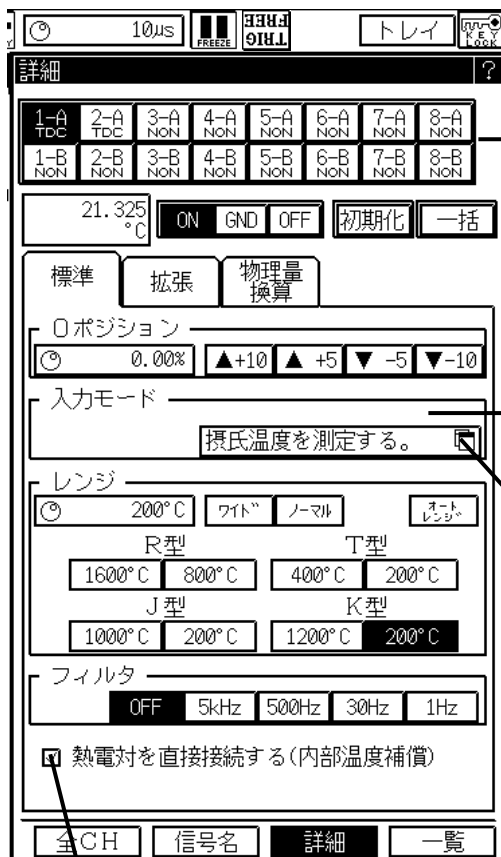 10μs FREEZE TRIG FREE トレイ KEY LOCK
詳細 ?
1-A 2-A 3-A 4-A 5-A 6-A 7-A 8-A
TDC TDC NON NON NON NON NON NON
1-B 2-B 3-B 4-B 5-B 6-B 7-B 8-B
NON NON NON NON NON NON NON NON
21.325 °C ON GND OFF 初期化 一括
標準 拡張 物理量換算
0ポジション
0.00% ▲+10 ▲ +5 ▼ -5 ▼-10
入力モード
摂氏温度を測定する。
レンジ
200°C ワイド ノーマル オートレンジ
R型 T型
1600°C 800°C 400°C 200°C
J型 K型
1000°C 200°C 1200°C 200°C
フィルタ
OFF 5kHz 500Hz 30Hz 1Hz
熱電対を直接接続する(内部温度補償)
全CH 信号名 詳細 一覧